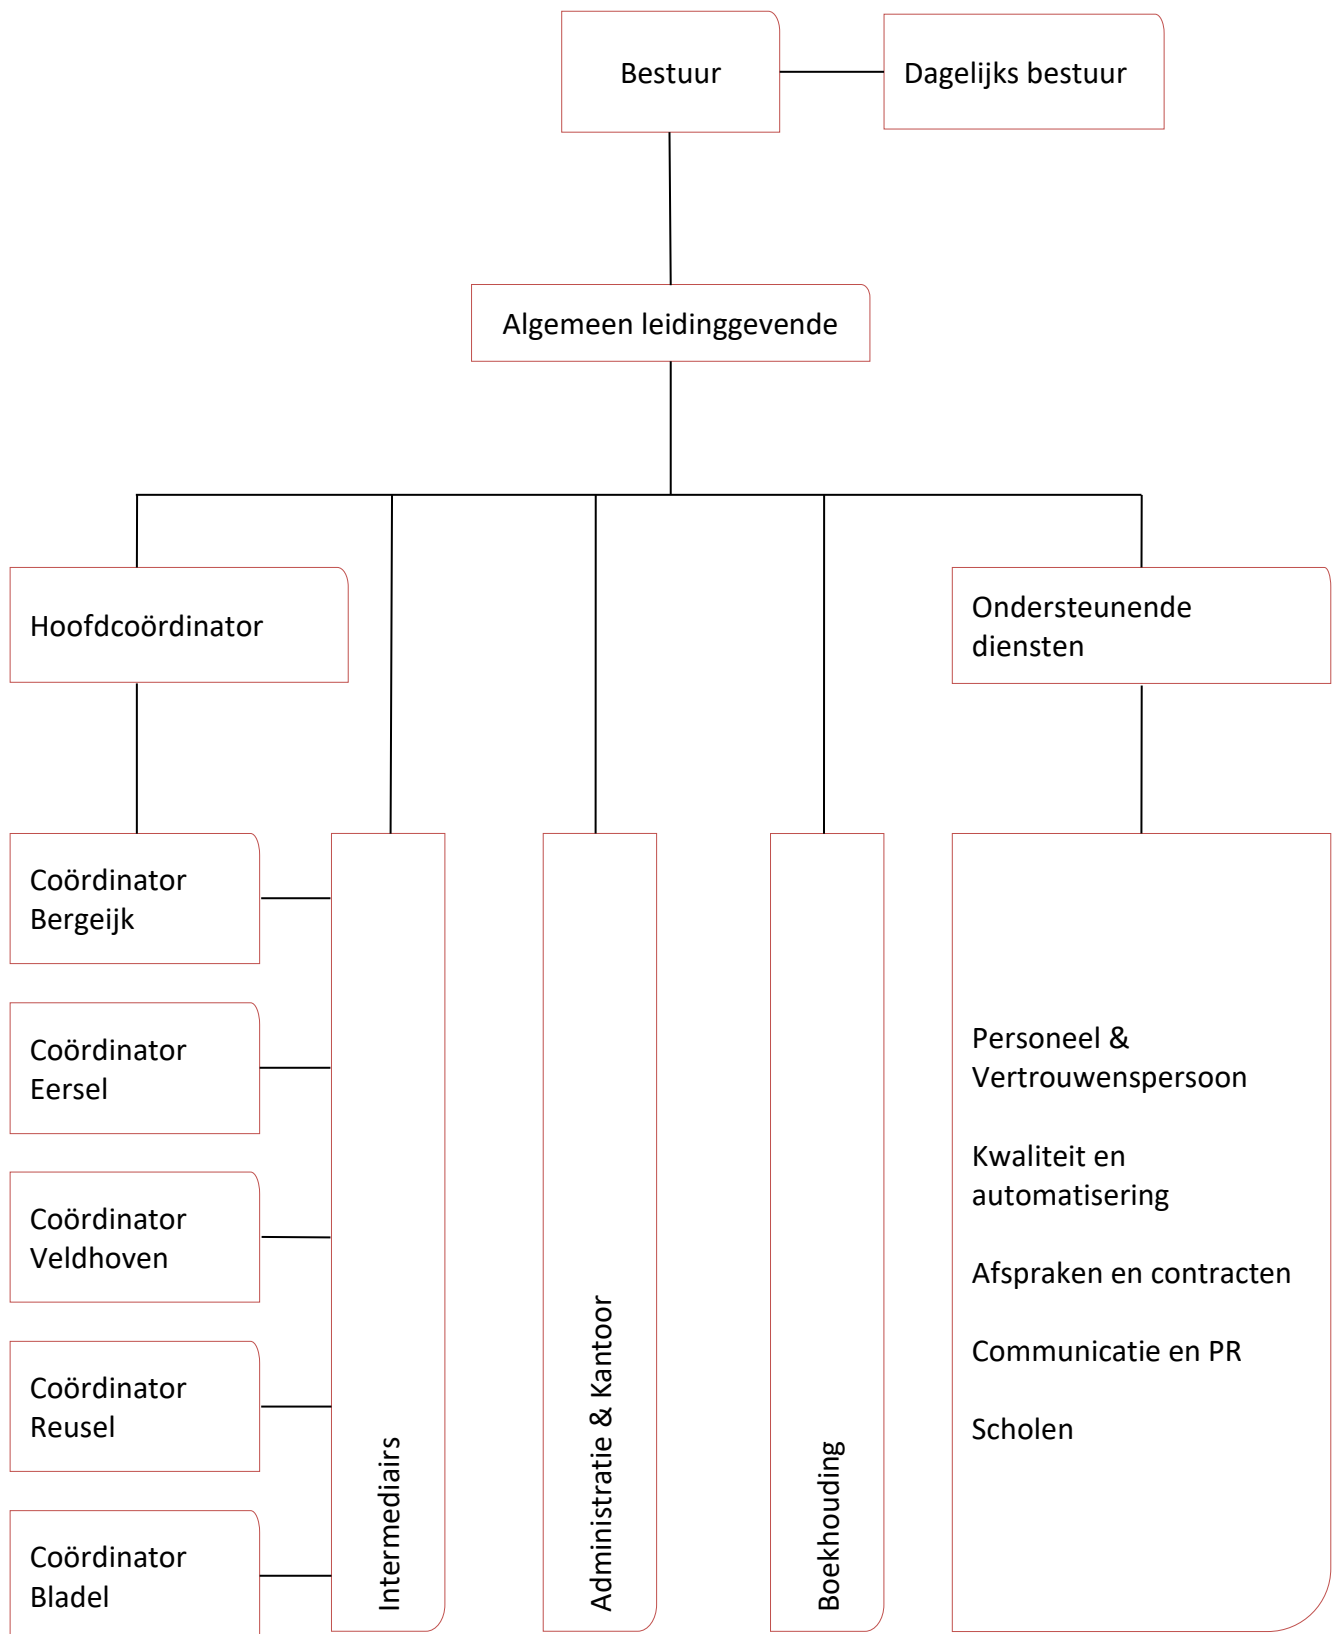 Bestuur
Dagelijks bestuur
Algemeen leidinggevende
Hoofdcoördinator
Ondersteunende
diensten
Coördinator
Bergeijk
Coördinator
Eersel
Coördinator
Veldhoven
Coördinator
Reusel
Coördinator
Bladel
Intermediairs
Administratie & Kantoor
Boekhouding
Personeel &
Vertrouwenspersoon
Kwaliteit en
automatisering
Afspraken en contracten
Communicatie en PR
Scholen